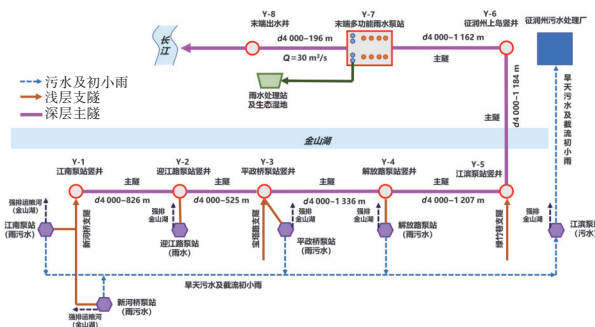 Y-8
末端出水井
Y-7
末端多功能雨水泵站
Y-6
征润州上岛竖井
征润州污水处理厂
长江
d4 000-196 m
Q=30 m³/s
d4 000-1 162 m
主隧
雨水处理站
及生态湿地
污水及初小雨
浅层支隧
深层主隧
d4 000-1 184 m
主隧
旱天污水及截流初小雨
金山湖
Y-1
江南泵站竖井
Y-2
迎江路泵站竖井
Y-3
平政桥泵站竖井
Y-4
解放路泵站竖井
Y-5
江滨泵站竖井
主隧
主隧
主隧
主隧
d4 000-826 m
d4 000-525 m
d4 000-1 336 m
d4 000-1 207 m
强排运粮河
(金山湖)
强排
金山湖
强排
金山湖
强排
金山湖
强排
金山湖
江南泵站
(雨污水)
新河桥支隧
迎江路泵站
(雨水)
宝塔路支隧
平政桥泵站
(雨污水)
解放路泵站
(雨污水)
绿竹巷支隧
江滨泵
(污水)
旱天污水及截流初小雨
新河桥泵站
(雨污水)
强排运粮河
(金山湖)